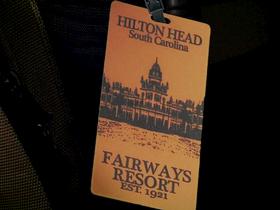 HILTON HEAD
South Carolina
FAIRWAYS
RESORT
EST. 1921